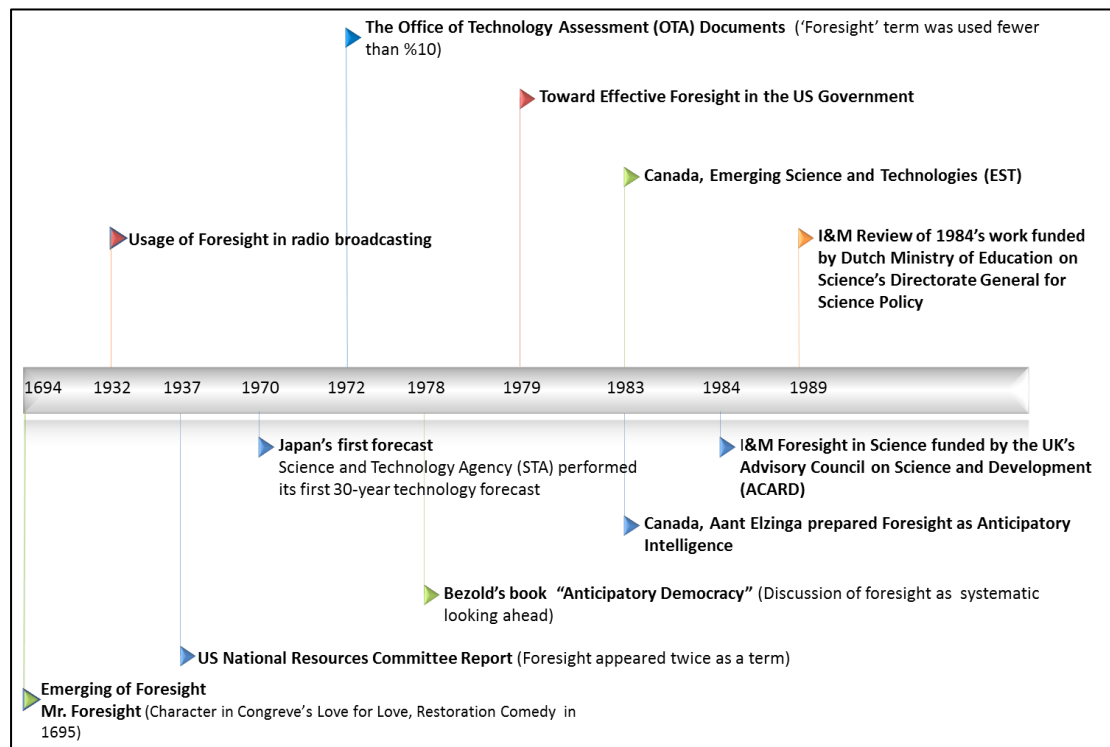 The Office of Technology Assessment (OTA) Documents (‘Foresight’ term was used fewer
than %10)
Toward Effective Foresight in the US Government
Canada, Emerging Science and Technologies (EST)
Usage of Foresight in radio broadcasting
I&M Review of 1984’s work funded
by Dutch Ministry of Education on
Science’s Directorate General for
Science Policy
1694 1932 1937 1970 1972 1978 1979 1983 1984 1989
Japan’s first forecast
Science and Technology Agency (STA) performed
its first 30-year technology forecast
I&M Foresight in Science funded by the UK’s
Advisory Council on Science and Development
(ACARD)
Canada, Aant Elzinga prepared Foresight as Anticipatory
Intelligence
Bezold’s book “Anticipatory Democracy” (Discussion of foresight as systematic
looking ahead)
US National Resources Committee Report (Foresight appeared twice as a term)
Emerging of Foresight
Mr. Foresight (Character in Congreve’s Love for Love, Restoration Comedy in
1695)